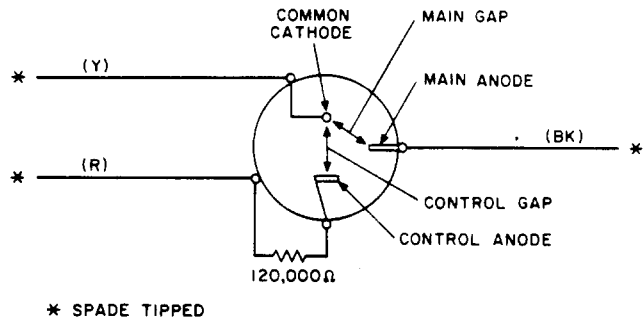 COMMON
CATHODE
MAIN GAP
* (Y)
MAIN ANODE
(BK) *
* (R)
CONTROL GAP
CONTROL ANODE
120,000Ω
* SPADE TIPPED